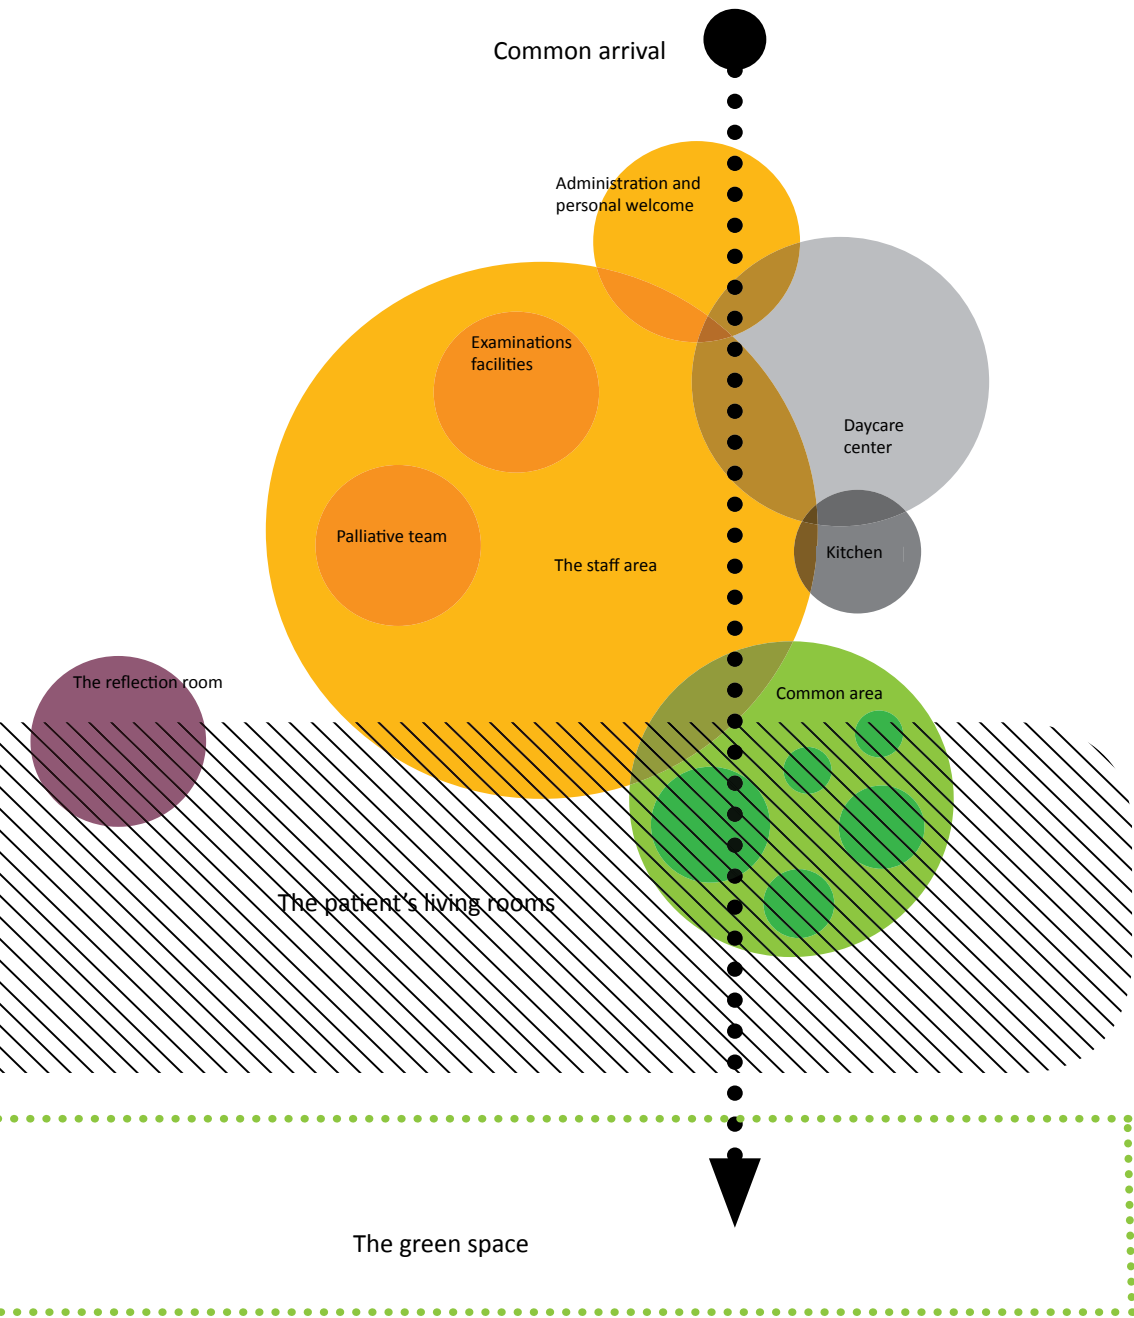 Common arrival
Administration and
personal welcome
Examinations
facilities
Daycare
center
Palliative team
The staff area
Kitchen
The reflection room
Common area
The patient's living rooms
The green space